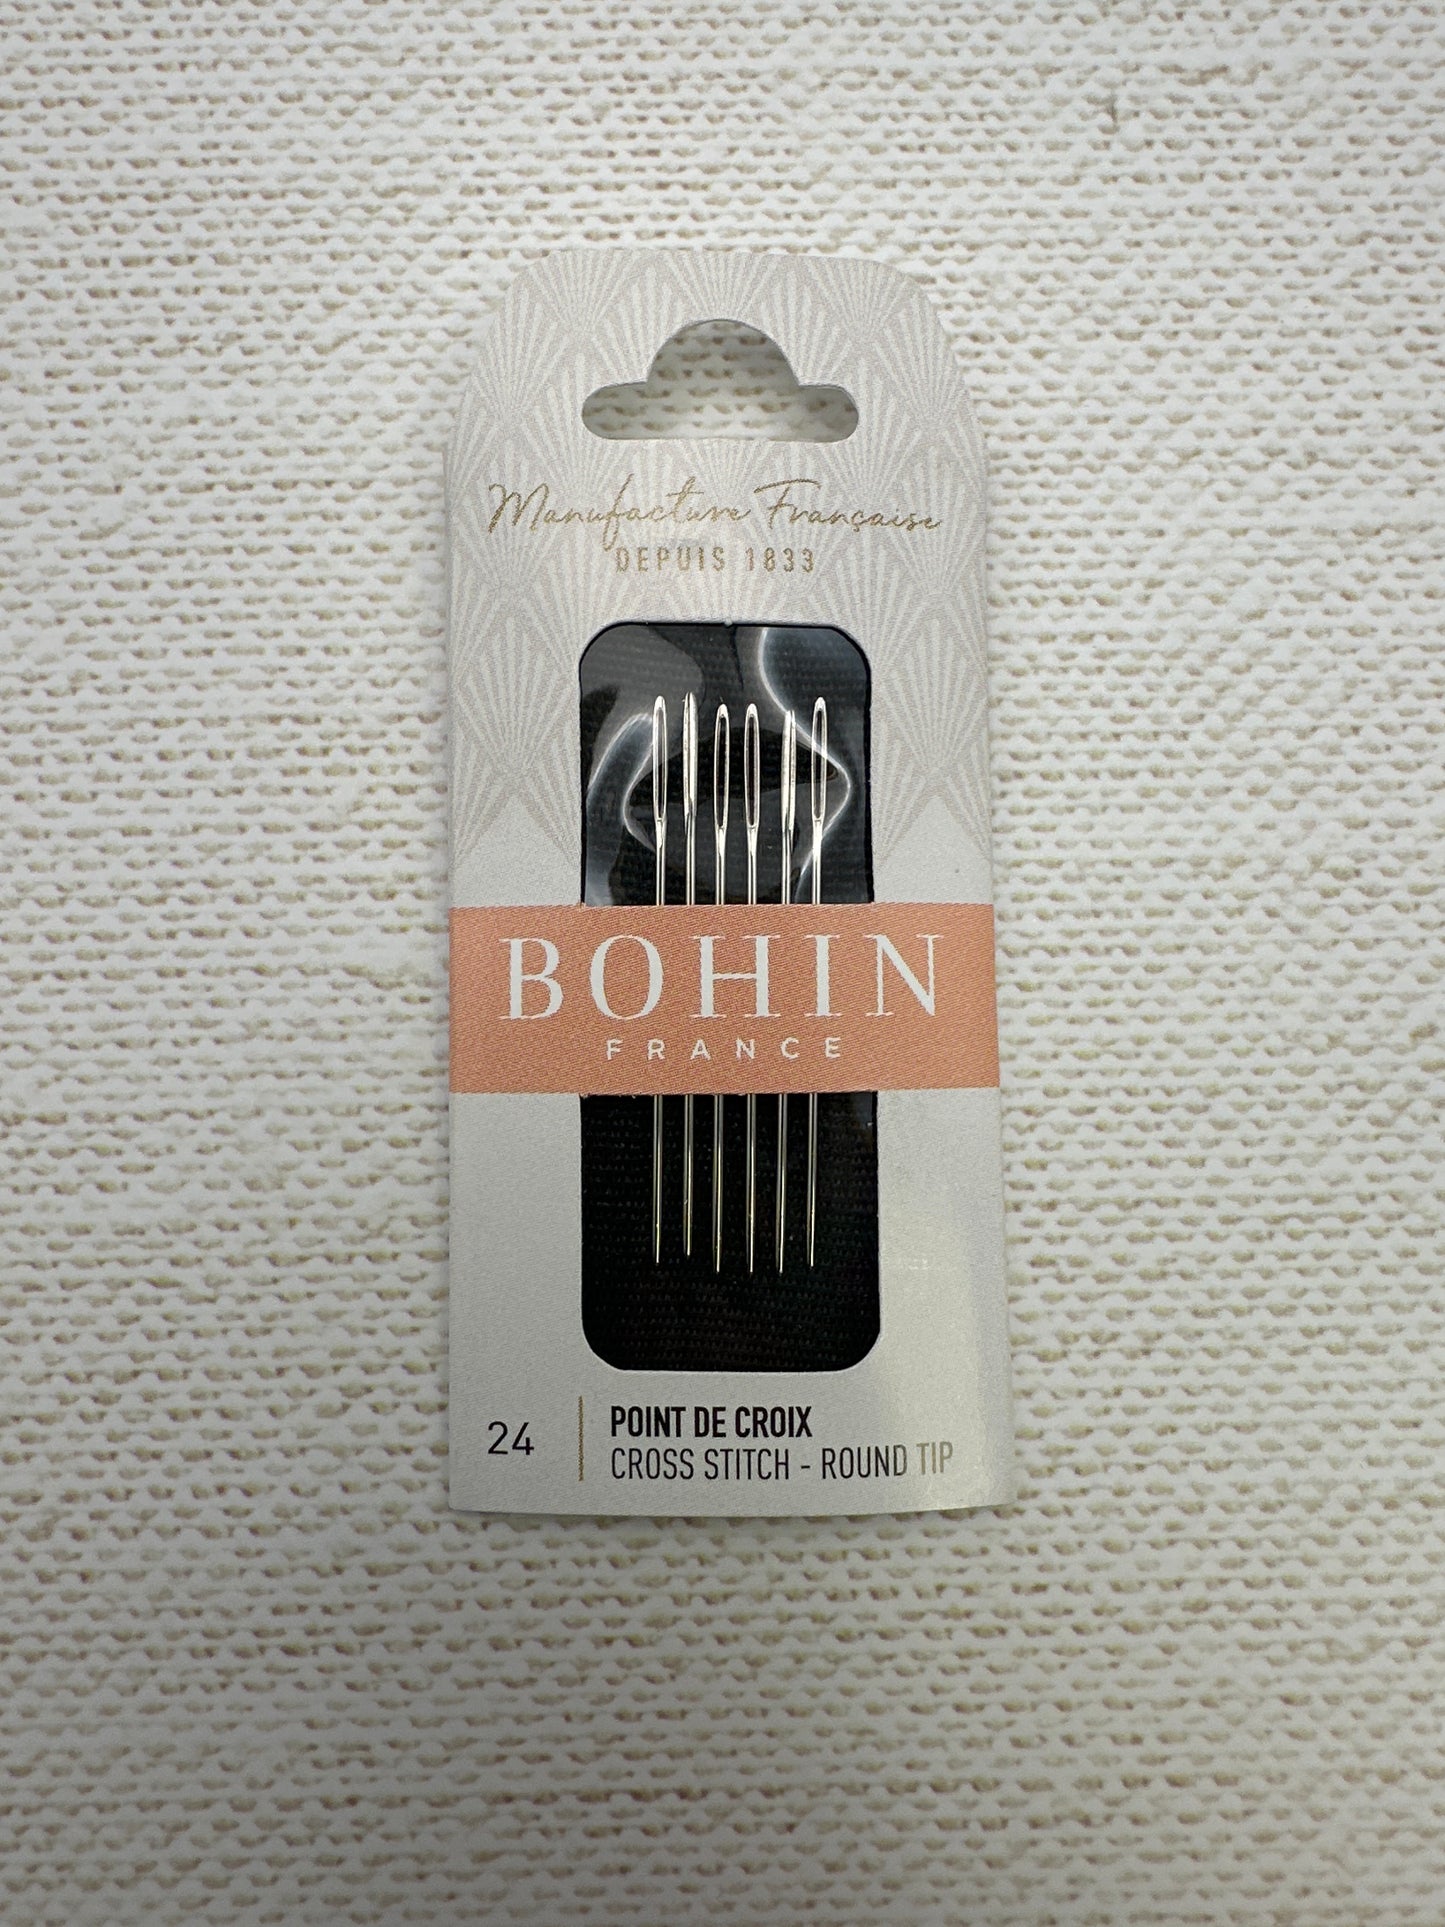 Manufacture Française
DEPUIS 1833
BOHIN
FRANCE
24
POINT DE CROIX
CROSS STITCH - ROUND TIP